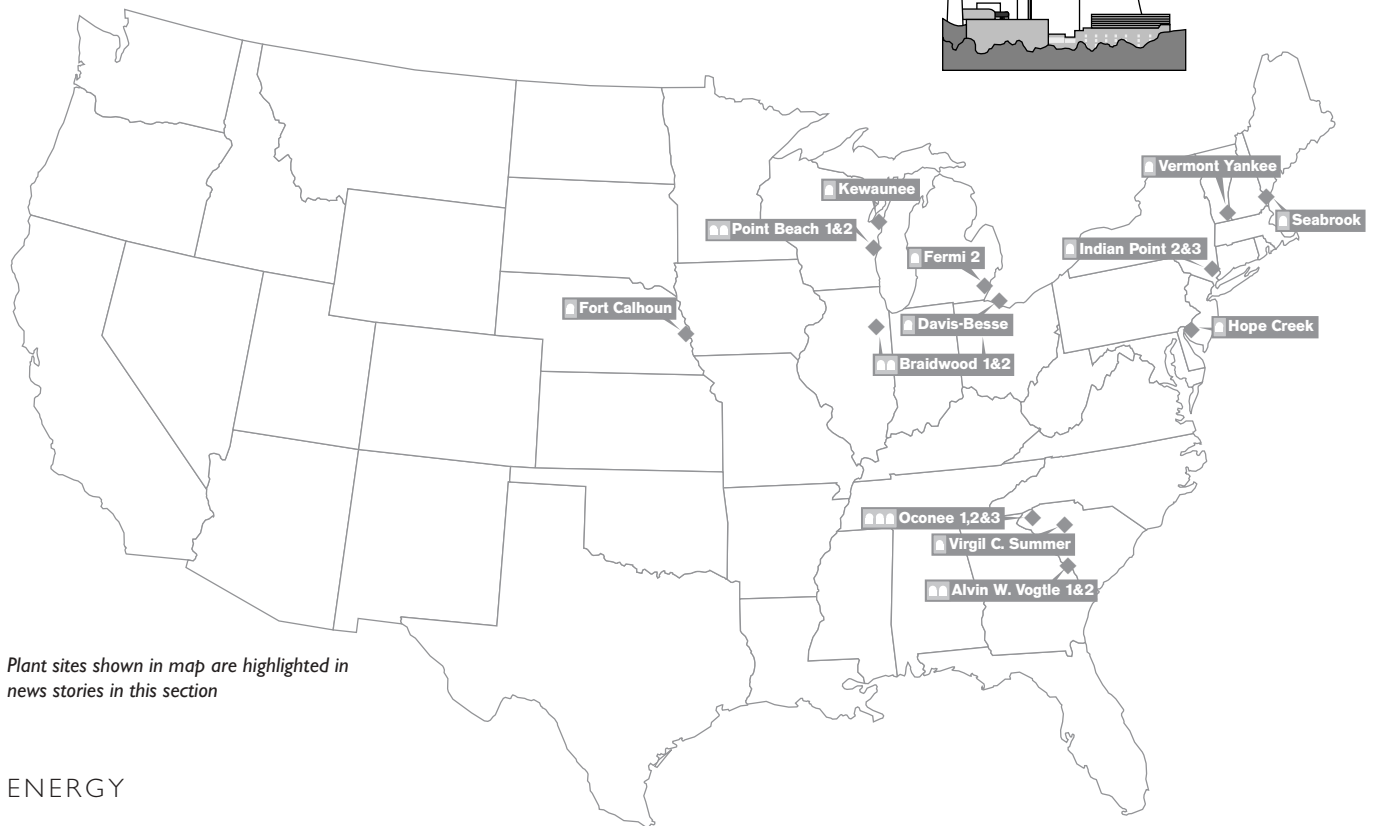 Vermont Yankee
Kewaunee
Seabrook
Point Beach 1&2
Indian Point 2&3
Fermi 2
Fort Calhoun
Davis-Besse
Hope Creek
Braidwood 1&2
Oconee 1,2&3
Virgil C. Summer
Alvin W. Vogtle 1&2
Plant sites shown in map are highlighted in
news stories in this section
ENERGY